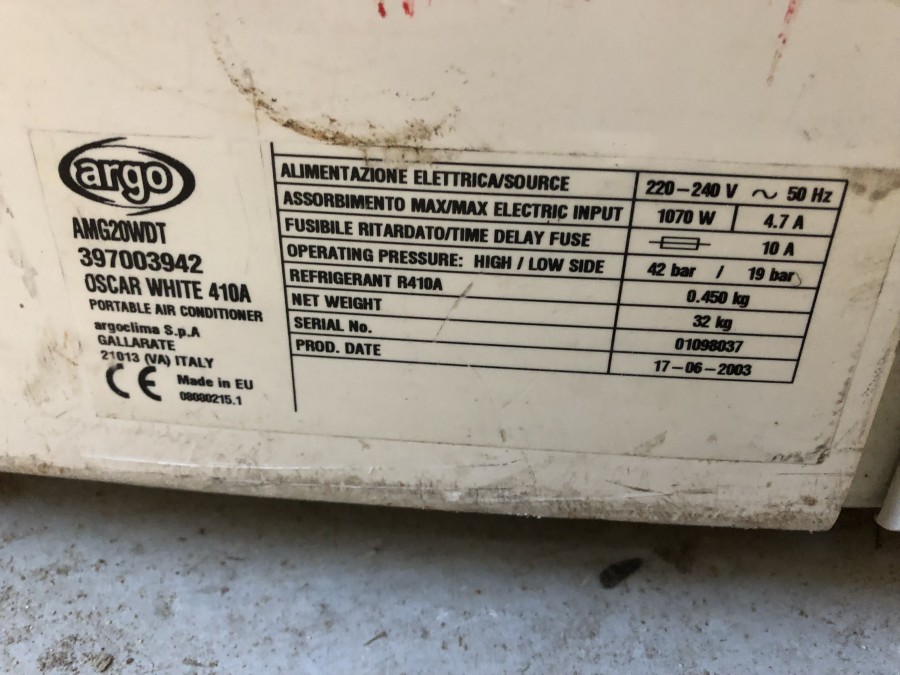 argo
AMG20WDT
397003942
OSCAR WHITE 410A
PORTABLE AIR CONDITIONER
argoclima S.p.A
GALLARATE
21013 (VA) ITALY
CE Made in EU
08080215.1
ALIMENTAZIONE ELETTRICA/SOURCE 220-240 V ~ 50 Hz
ASSORBIMENTO MAX/MAX ELECTRIC INPUT 1070 W 4.7 A
FUSIBILE RITARDATO/TIME DELAY FUSE 10 A
OPERATING PRESSURE: HIGH / LOW SIDE 42 bar / 19 bar
REFRIGERANT R410A 0.450 kg
NET WEIGHT 32 kg
SERIAL No. 01098037
PROD. DATE 17-06-2003